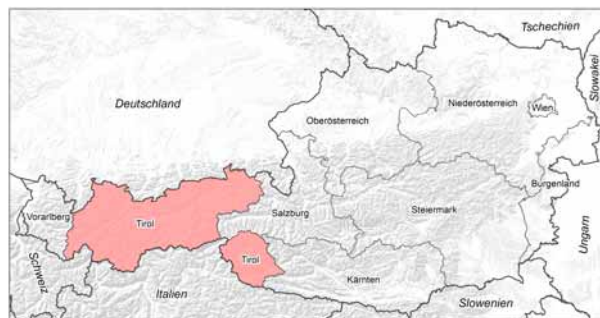 Tschechien
Slowakei
Deutschland
Niederösterreich
Wien
Oberösterreich
Burgenland
Vorarlberg
Tirol
Salzburg
Steiermark
Ungarn
Schweiz
Tirol
Kärnten
Italien
Slowenien